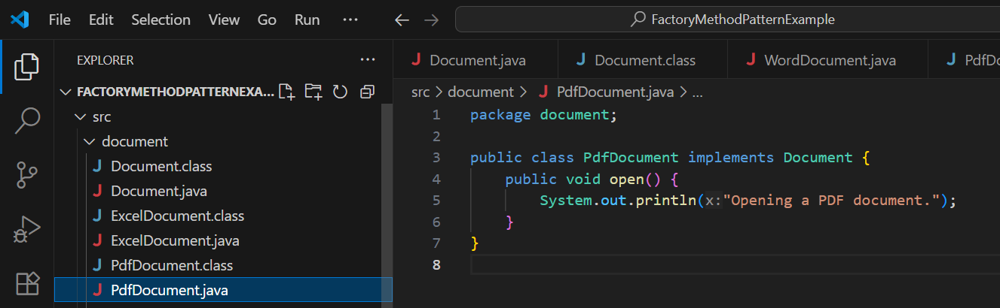 File Edit Selection View Go Run ··· ← → FactoryMethodPatternExample
EXPLORER ···
FACTORYMETHODPATTERNEXA...
src
document
Document.class
Document.java
ExcelDocument.class
ExcelDocument.java
PdfDocument.class
PdfDocument.java
Document.java Document.class WordDocument.java PdfDo
src > document > PdfDocument.java > ...
1 package document;
2
3 public class PdfDocument implements Document {
4 public void open() {
5 System.out.println(x:"Opening a PDF document.");
6 }
7 }
8